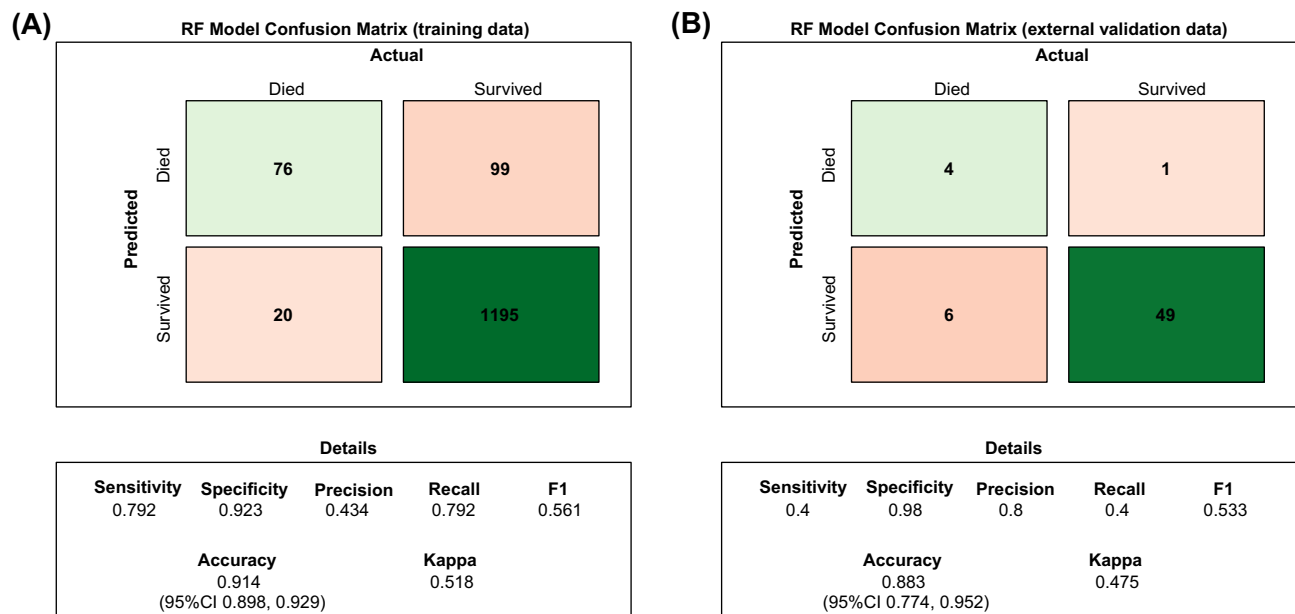 (A)
RF Model Confusion Matrix (training data)
Actual
Died Survived
Predicted
Died
76 99
Survived
20 1195
Details
Sensitivity Specificity Precision Recall F1
0.792 0.923 0.434 0.792 0.561
Accuracy Kappa
0.914 0.518
(95%CI 0.898, 0.929)
(B)
RF Model Confusion Matrix (external validation data)
Actual
Died Survived
Predicted
Died
4 1
Survived
6 49
Details
Sensitivity Specificity Precision Recall F1
0.4 0.98 0.8 0.4 0.533
Accuracy Kappa
0.883 0.475
(95%CI 0.774, 0.952)